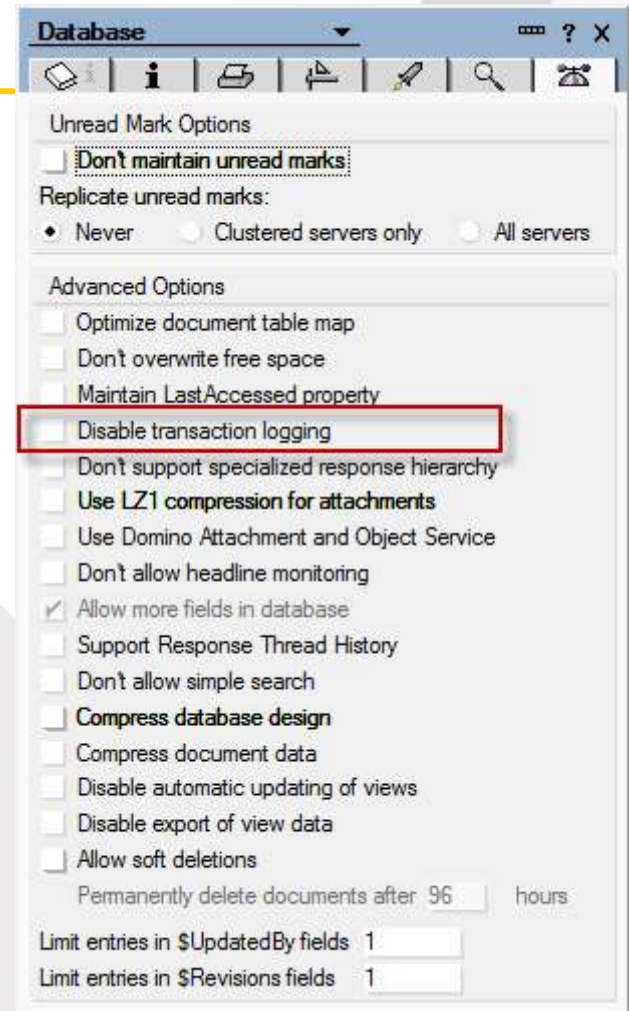 Database ? X
i i
Unread Mark Options
Don't maintain unread marks
Replicate unread marks:
Never Clustered servers only All servers
Advanced Options
Optimize document table map
Don't overwrite free space
Maintain LastAccessed property
Disable transaction logging
Don't support specialized response hierarchy
Use LZ1 compression for attachments
Use Domino Attachment and Object Service
Don't allow headline monitoring
Allow more fields in database
Support Response Thread History
Don't allow simple search
Compress database design
Compress document data
Disable automatic updating of views
Disable export of view data
Allow soft deletions
Permanently delete documents after 96 hours
Limit entries in $UpdatedBy fields 1
Limit entries in $Revisions fields 1